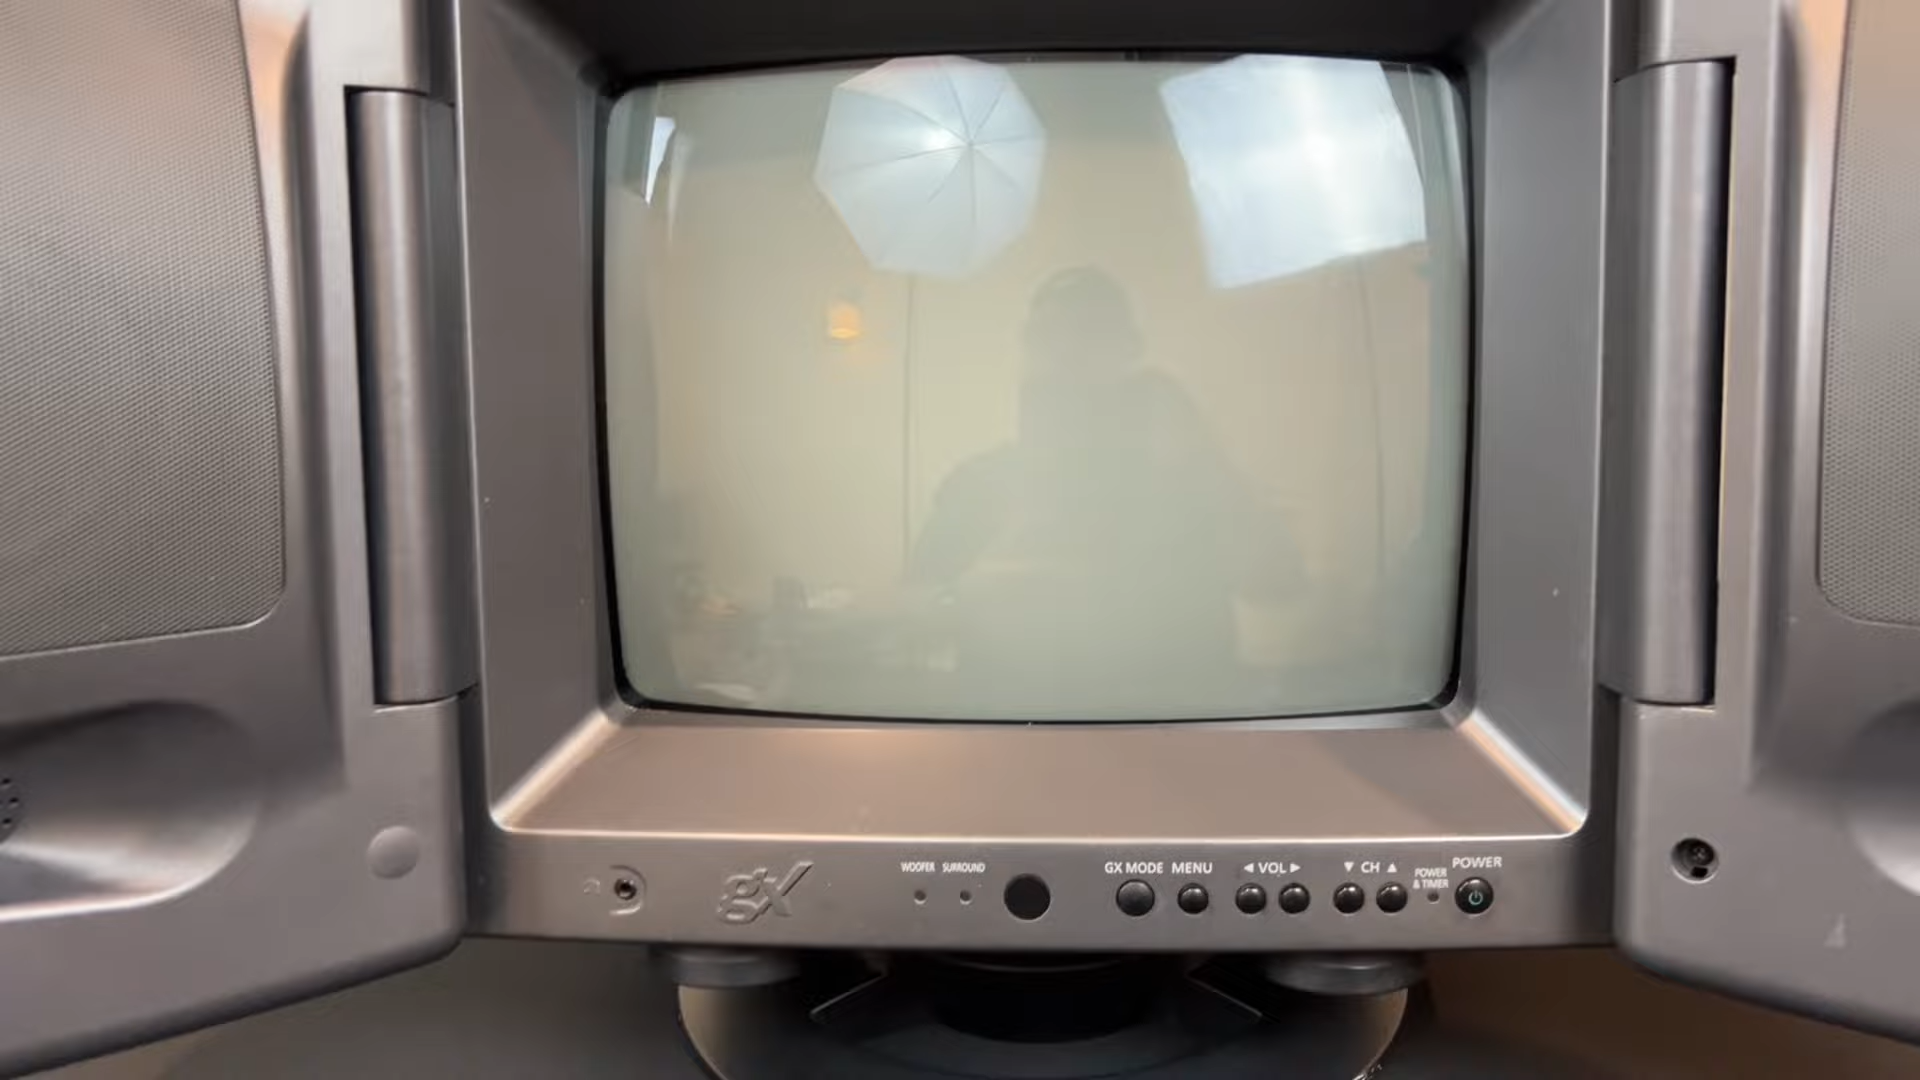 gx
WOOFER SURROUND
GX MODE MENU ◄ VOL ► ▼ CH ▲ POWER & TIMER POWER